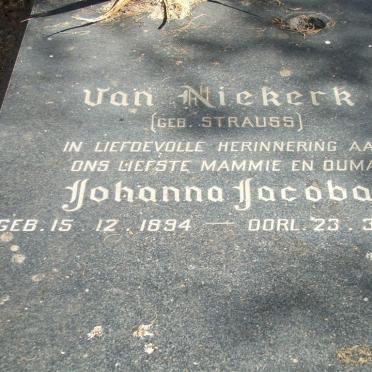 Van Niekerk
(GEB. STRAUSS)
IN LIEFDEVOLLE HERINNERING AA
ONS LIEFSTE MAMMIE EN OUMA
Johanna Jacoba
GEB. 15. 12. 1894 — OORL. 23. 3